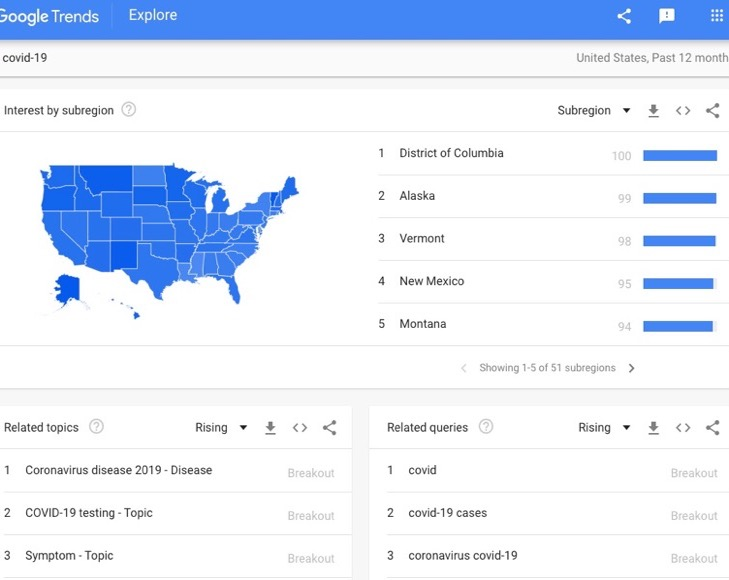 Google Trends Explore
covid-19 United States, Past 12 month
Interest by subregion ? Subregion
1 District of Columbia 100
2 Alaska 99
3 Vermont 98
4 New Mexico 95
5 Montana 94
Showing 1-5 of 51 subregions
Related topics ? Rising
1 Coronavirus disease 2019 - Disease Breakout
2 COVID-19 testing - Topic Breakout
3 Symptom - Topic Breakout
Related queries ? Rising
1 covid Breakout
2 covid-19 cases Breakout
3 coronavirus covid-19 Breakout